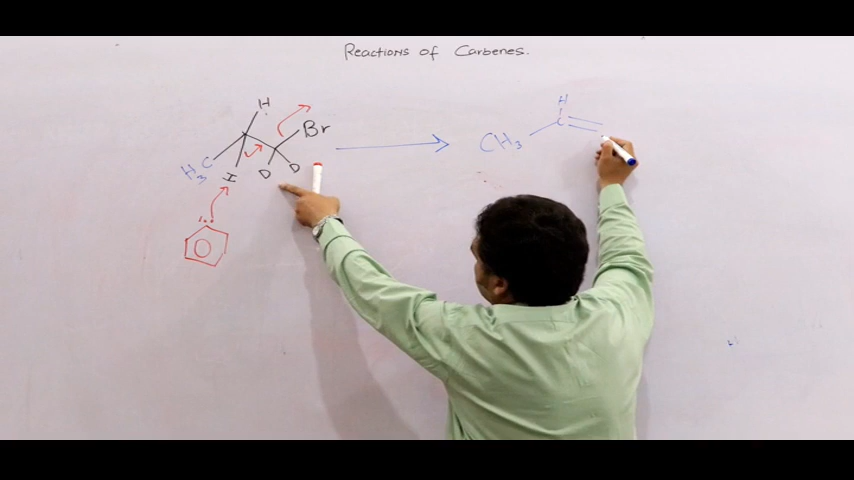 Reactions of Carbenes.
H
Br
H3C
H
D
D
H
C
CH3